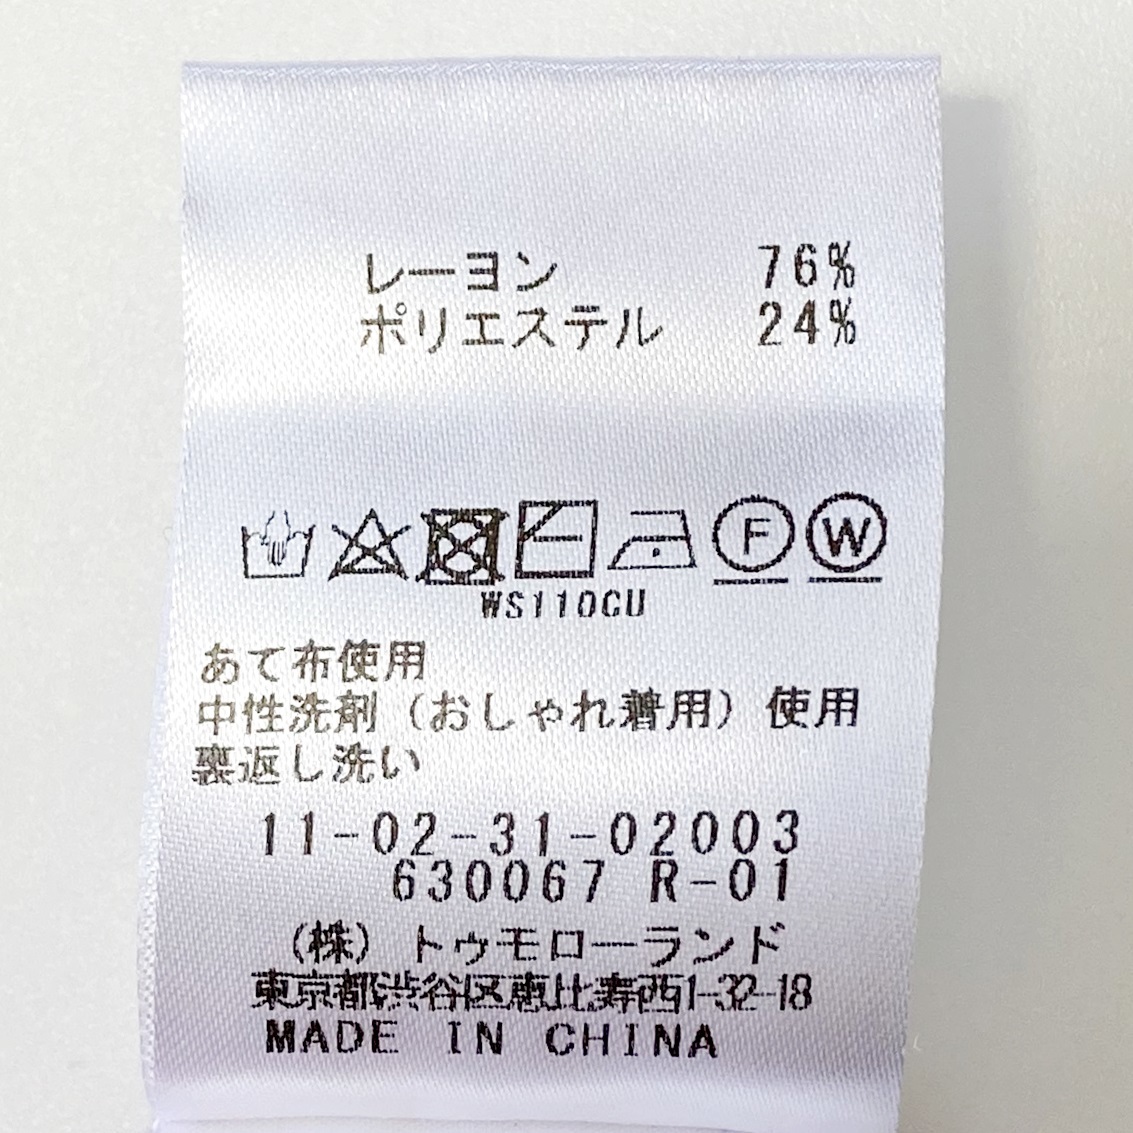 レーヨン 76%
ポリエステル 24%
F W
WS110CU
あて布使用
中性洗剤（おしゃれ着用）使用
裏返し洗い
11-02-31-02003
630067 R-01
（株）トゥモローランド
東京都渋谷区恵比寿西1-32-18
MADE IN CHINA